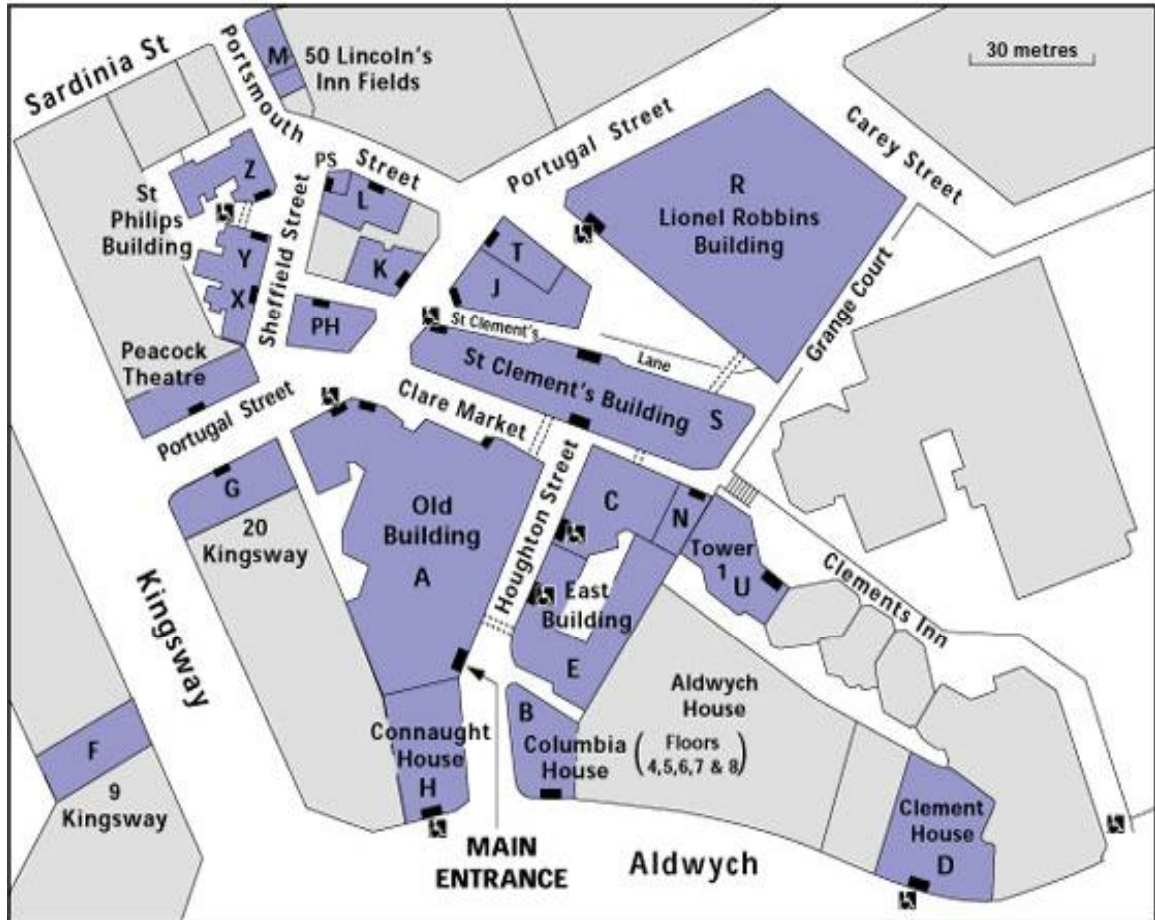 Sardinia St
Portsmouth
Street
M
50 Lincoln's
Inn Fields
30 metres
Portugal Street
Carey Street
Z
St
Philips
Building
PS
L
Sheffield Street
Y
X
K
T
J
R
Lionel Robbins
Building
Grange Court
PH
St Clement's
Lane
St Clement's Building
S
Peacock
Theatre
Portugal Street
Clare Market
G
20
Kingsway
Old
Building
A
Houghton Street
C
N
Tower
1
U
East
Building
E
Clements Inn
Kingsway
F
9
Kingsway
Connaught
House
H
B
Columbia
House
Aldwych
House
(Floors
4,5,6,7 & 8)
Clement
House
D
MAIN
ENTRANCE
Aldwych